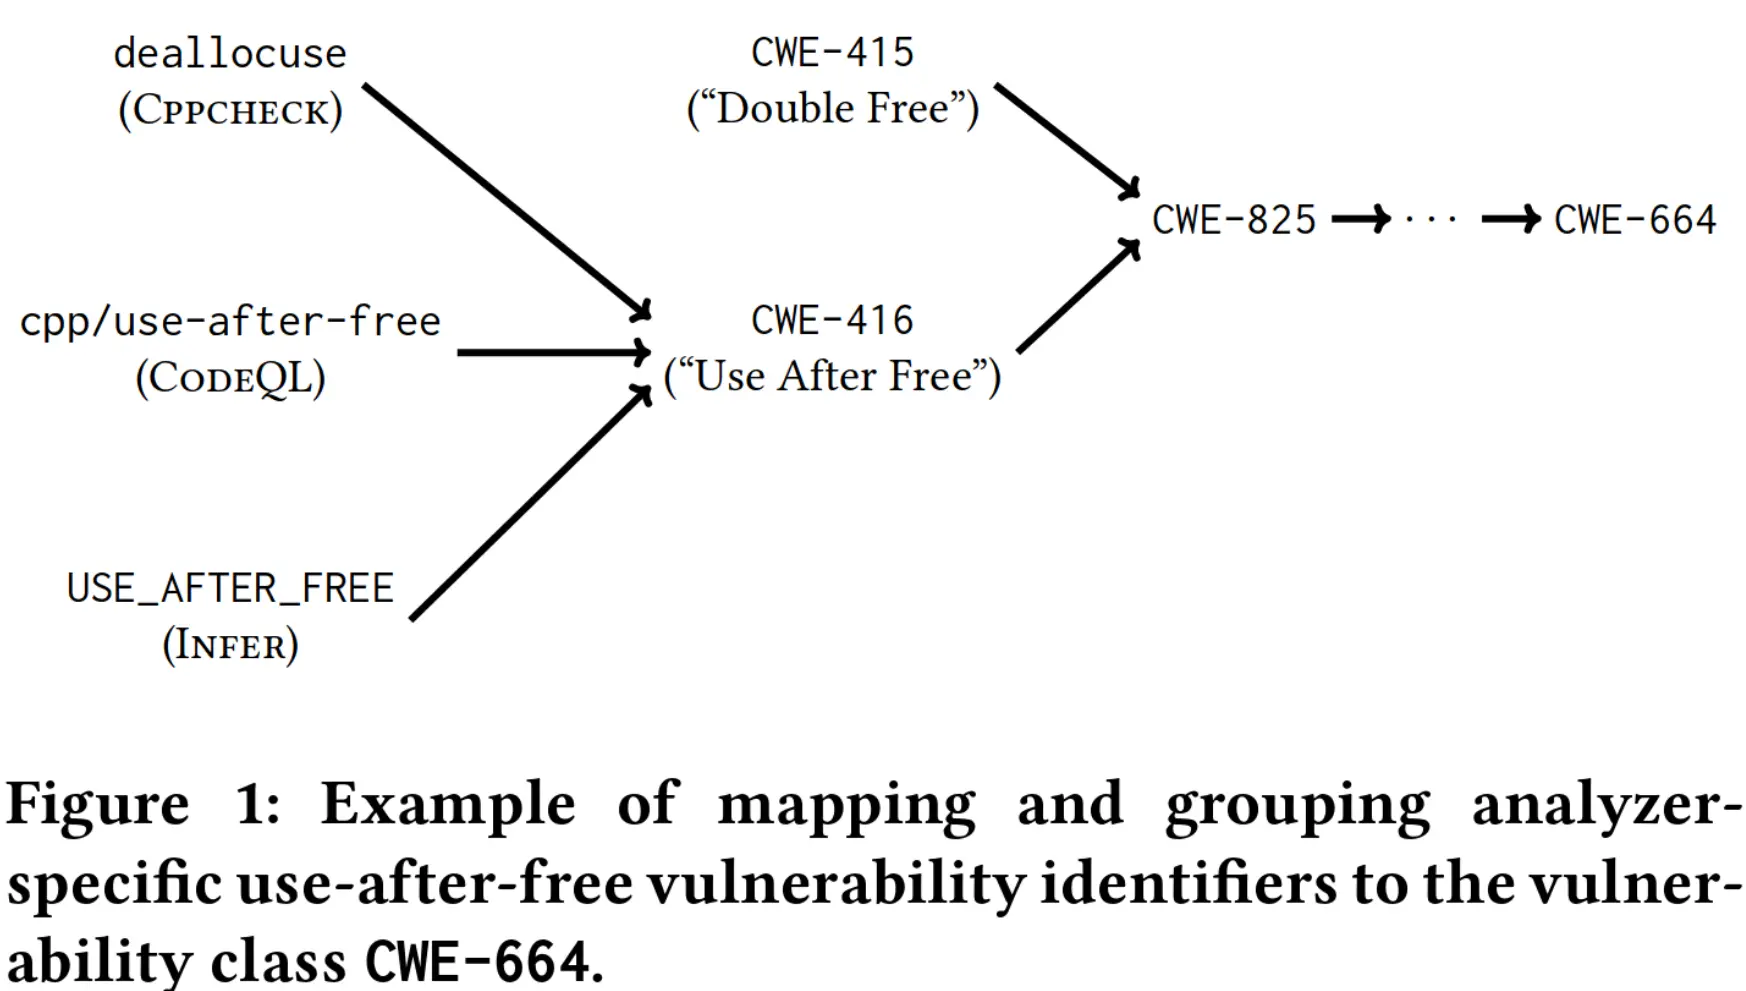 deallocuse
(CPPCHECK)
CWE-415
(“Double Free”)
CWE-825
···
CWE-664
cpp/use-after-free
(CODEQL)
CWE-416
(“Use After Free”)
USE_AFTER_FREE
(INFER)
Figure 1: Example of mapping and grouping analyzer-
specific use-after-free vulnerability identifiers to the vulner-
ability class CWE-664.